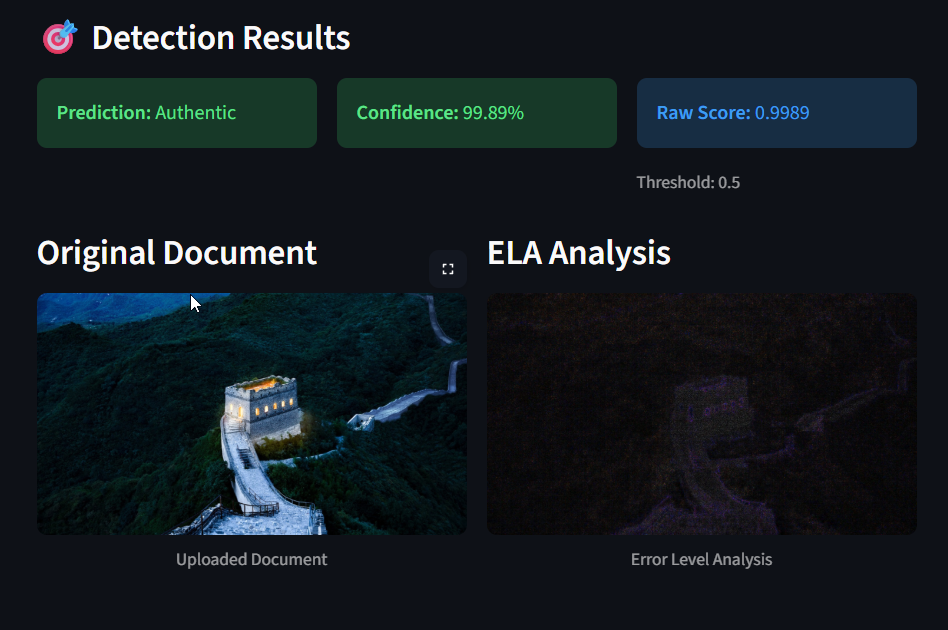 Detection Results
Prediction: Authentic
Confidence: 99.89%
Raw Score: 0.9989
Threshold: 0.5
Original Document
ELA Analysis
Uploaded Document
Error Level Analysis